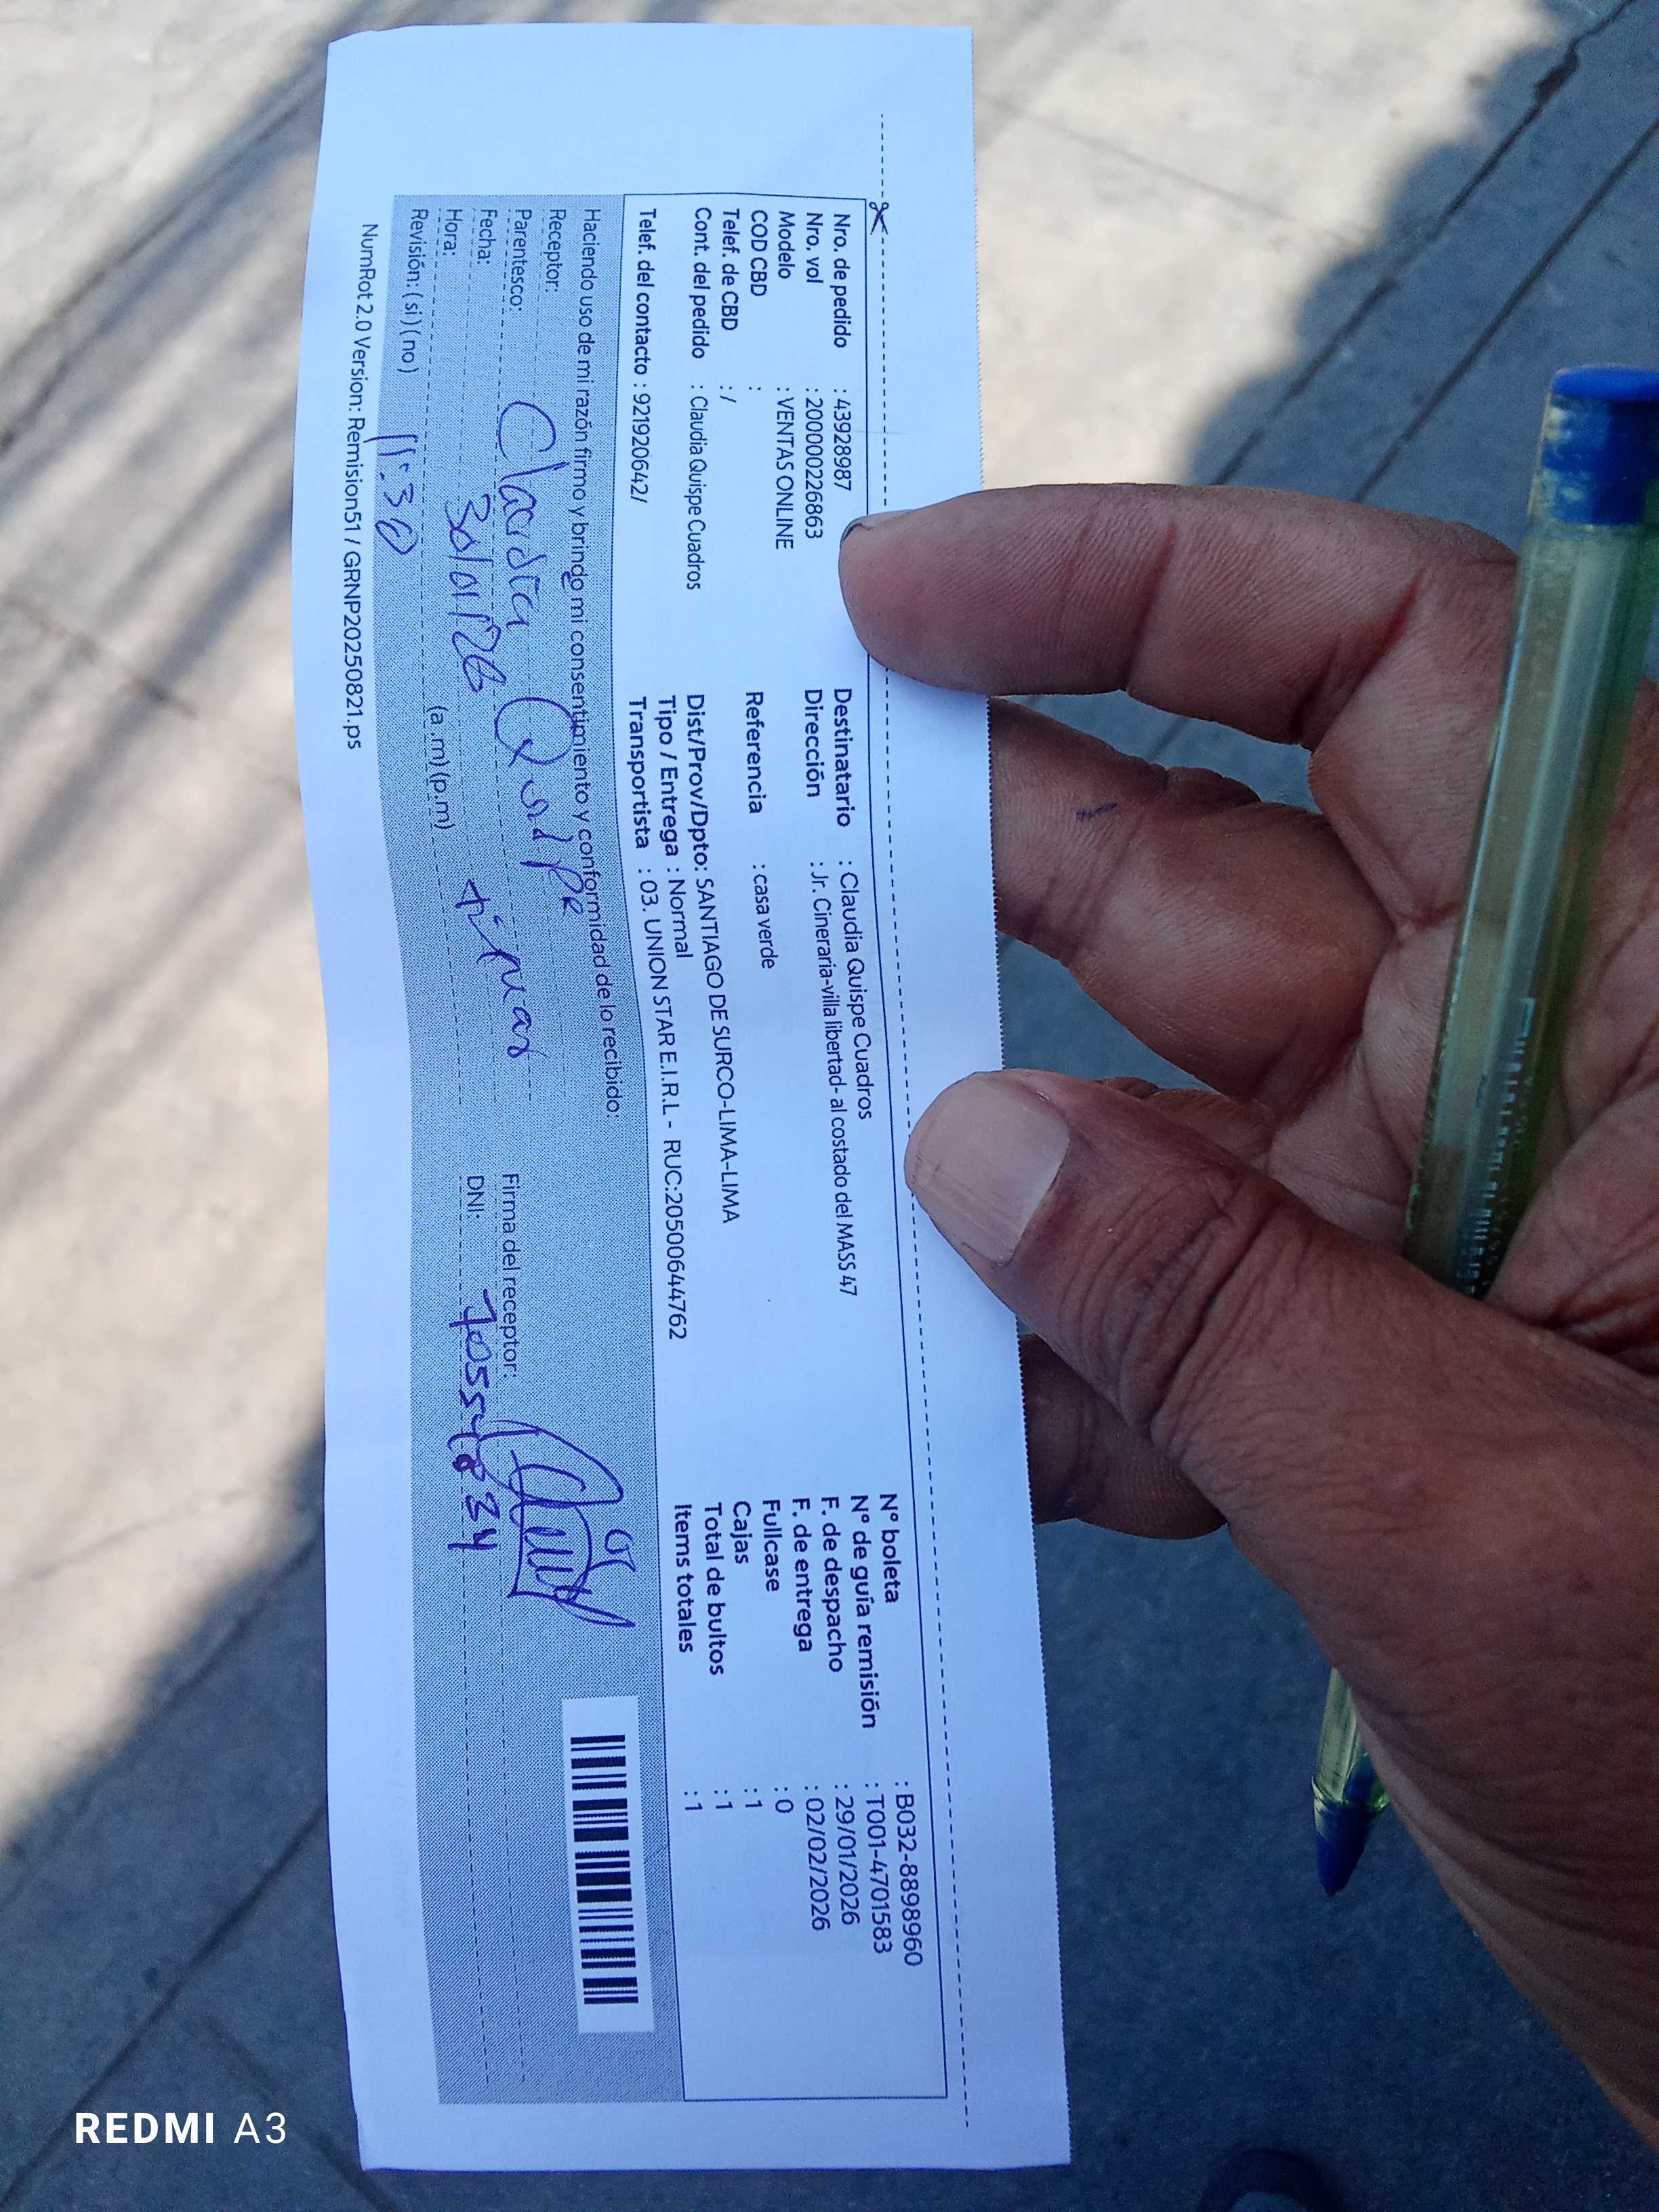 Nro. de pedido : 43928987
Nro. vol : 2000000226863
Modelo : VENTAS ONLINE
COD CBD :
Telef. de CBD : /
Cont. del pedido : Claudia Quispe Cuadros
Telef. del contacto : 921920642/
Destinatario : Claudia Quispe Cuadros
Dirección : Jr. Cineraria-villa libertad- al costado del MASS 47
Referencia : casa verde
Dist/Prov/Dpto: SANTIAGO DE SURCO-LIMA-LIMA
Tipo / Entrega : Normal
Transportista : 03. UNION STAR E.I.R.L - RUC:20500644762
N° boleta : B032-8898960
N° de guía remisión : T001-4701583
F. de despacho : 29/01/2026
F. de entrega : 02/02/2026
Fullcase : 0
Cajas : 1
Total de bultos : 1
Items totales : 1
Haciendo uso de mi razón firmo y brindo mi consentimiento y conformidad de lo recibido:
Receptor: Claudia
Parentesco:
Fecha: 30/01/26
Hora: 11:30 (a.m) (p.m)
Revisión: ( si ) ( no )
Firma del receptor:
DNI:
NumRot 2.0 Version: Remision51 / GRNP20250821.ps
REDMI A3